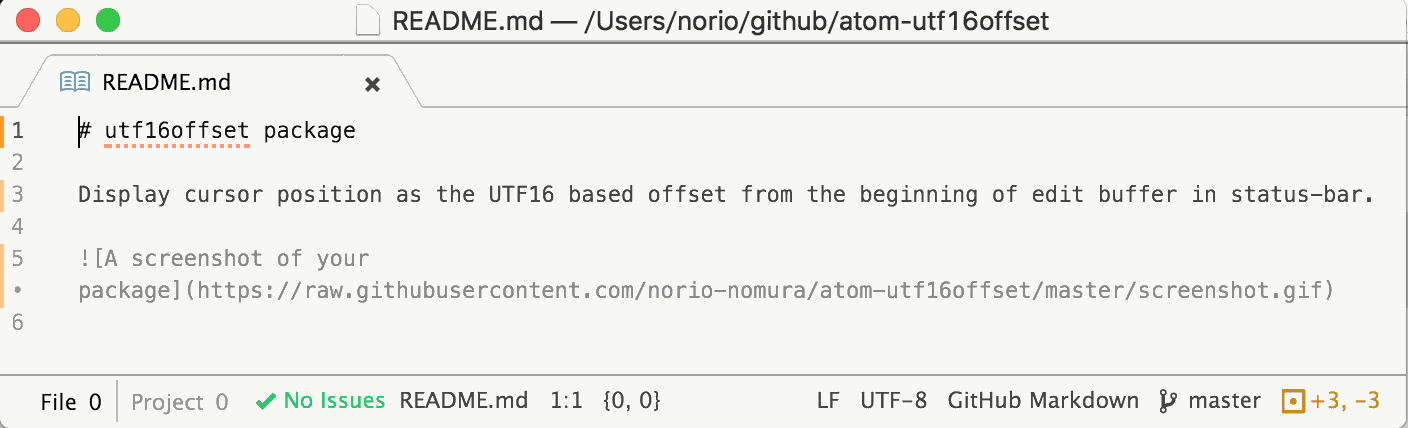 README.md — /Users/norio/github/atom-utf16offset
README.md
1 # utf16offset package
2
3 Display cursor position as the UTF16 based offset from the beginning of edit buffer in status-bar.
4
5 ![A screenshot of your
• package](https://raw.githubusercontent.com/norio-nomura/atom-utf16offset/master/screenshot.gif)
6
File 0 Project 0 No Issues README.md 1:1 {0, 0} LF UTF-8 GitHub Markdown master +3, -3